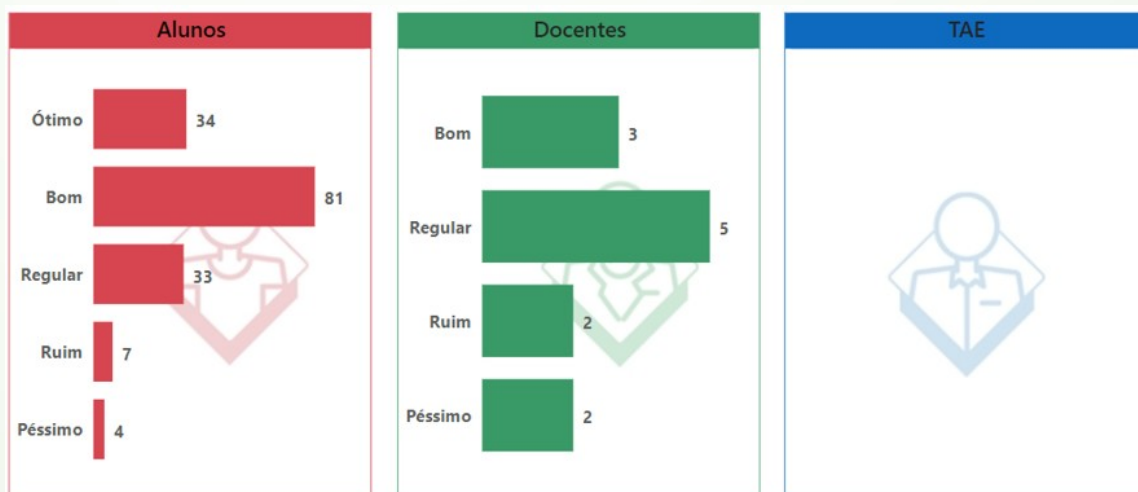 Alunos
Ótimo 34
Bom 81
Regular 33
Ruim 7
Péssimo 4
Docentes
Bom 3
Regular 5
Ruim 2
Péssimo 2
TAE